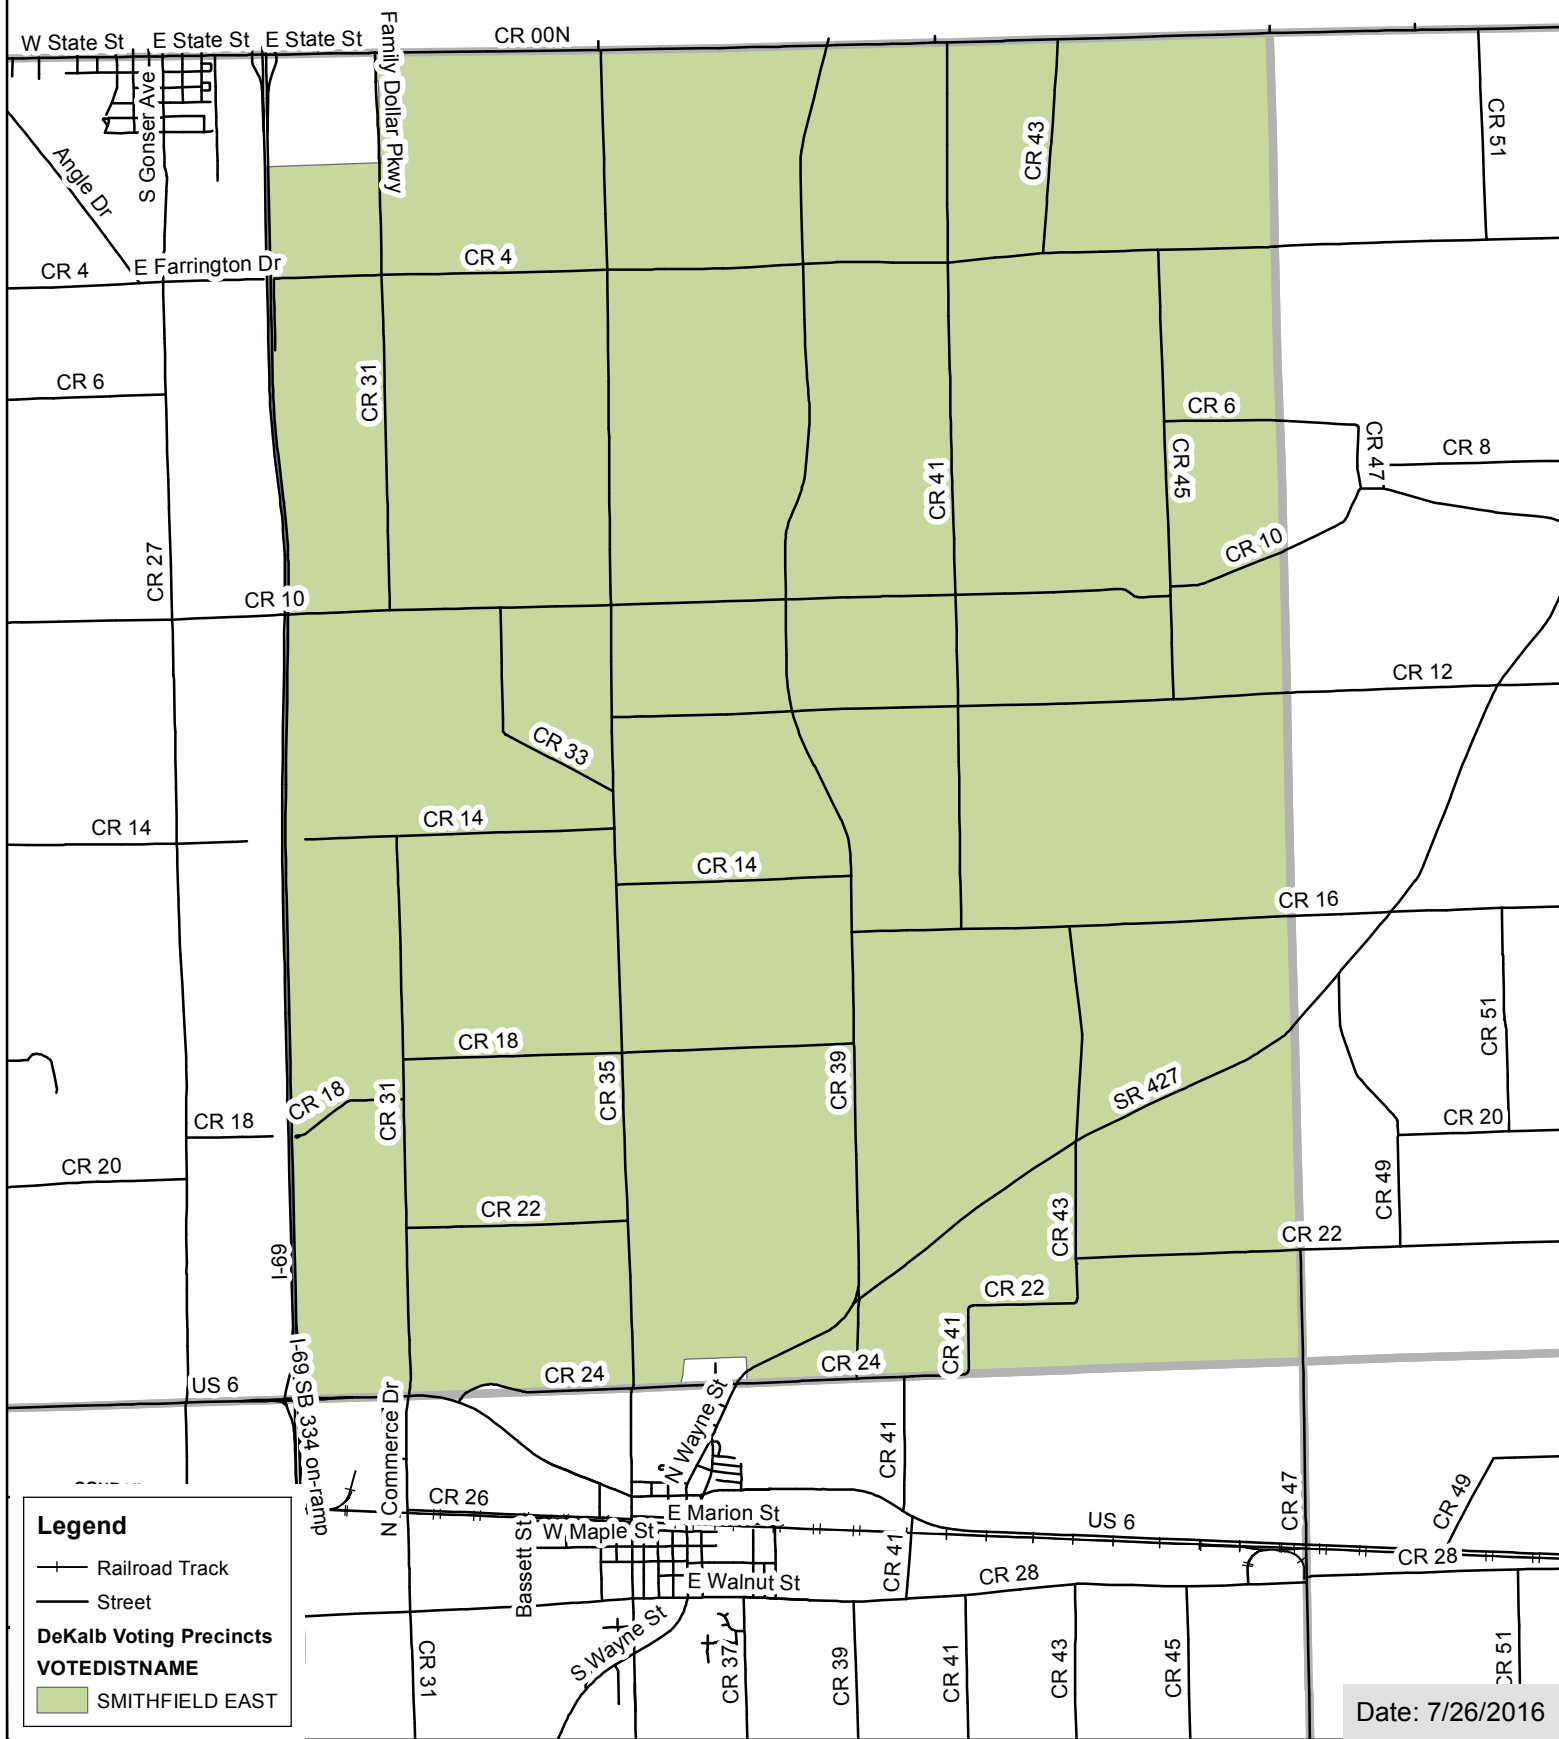 W State St
E State St
E State St
Family Dollar Pkwy
CR 00N
S Gonser Ave
Angle Dr
CR 43
CR 51
CR 4
E Farrington Dr
CR 4
CR 6
CR 31
CR 6
CR 47
CR 8
CR 41
CR 45
CR 27
CR 10
CR 10
CR 12
CR 33
CR 14
CR 14
CR 14
CR 16
CR 51
CR 18
CR 18
CR 31
CR 35
CR 39
SR 427
CR 18
CR 20
CR 20
CR 49
CR 22
CR 43
CR 22
I-69
CR 22
CR 41
I-69 SB 334 on-ramp
US 6
CR 24
CR 24
N Commerce Dr
N Wayne St
CR 41
CR 47
CR 49
CR 26
E Marion St
W Maple St
US 6
Bassett St
CR 41
CR 28
E Walnut St
CR 28
S Wayne St
CR 31
CR 37
CR 39
CR 41
CR 43
CR 45
CR 51
Legend
Railroad Track
Street
DeKalb Voting Precincts
VOTEDISTNAME
SMITHFIELD EAST
Date: 7/26/2016